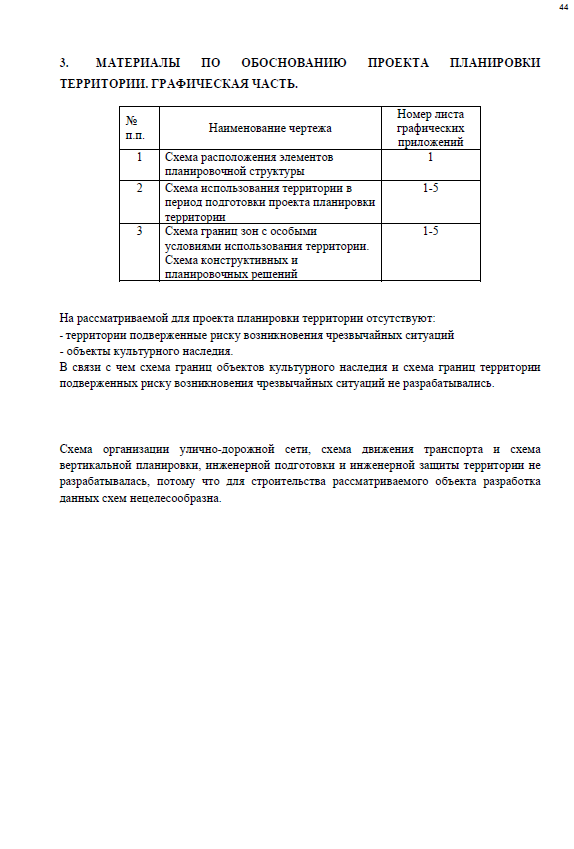 44
3. МАТЕРИАЛЫ ПО ОБОСНОВАНИЮ ПРОЕКТА ПЛАНИРОВКИ
ТЕРРИТОРИИ. ГРАФИЧЕСКАЯ ЧАСТЬ.
№
п.п.
Наименование чертежа
Номер листа
графических
приложений
1
Схема расположения элементов
планировочной структуры
1
2
Схема использования территории в
период подготовки проекта планировки
территории
1-5
3
Схема границ зон с особыми
условиями использования территории.
Схема конструктивных и
планировочных решений
1-5
На рассматриваемой для проекта планировки территории отсутствуют:
- территории подверженные риску возникновения чрезвычайных ситуаций
- объекты культурного наследия.
В связи с чем схема границ объектов культурного наследия и схема границ территории
подверженных риску возникновения чрезвычайных ситуаций не разрабатывались.
Схема организации улично-дорожной сети, схема движения транспорта и схема
вертикальной планировки, инженерной подготовки и инженерной защиты территории не
разрабатывалась, потому что для строительства рассматриваемого объекта разработка
данных схем нецелесообразна.